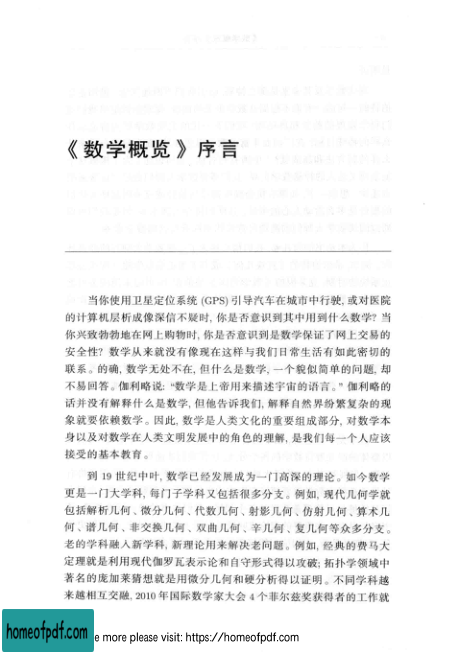 《数学概览》序言
当你使用卫星定位系统 (GPS) 引导汽车在城市中行驶, 或对医院
的计算机层析成像深信不疑时, 你是否意识到其中用到什么数学? 当
你兴致勃勃地在网上购物时, 你是否意识到是数学保证了网上交易的
安全性? 数学从来就没有像现在这样与我们日常生活有如此密切的
联系。的确, 数学无处不在, 但什么是数学, 一个貌似简单的问题, 却
不易回答。伽利略说: “数学是上帝用来描述宇宙的语言。” 伽利略的
话并没有解释什么是数学, 但他告诉我们, 解释自然界纷繁复杂的现
象就要依赖数学。因此, 数学是人类文化的重要组成部分, 对数学本
身以及对数学在人类文明发展中的角色的理解, 是我们每一个人应该
接受的基本教育。
到 19 世纪中叶, 数学已经发展成为一门高深的理论。如今数学
更是一门大学科, 每门子学科又包括很多分支。例如, 现代几何学就
包括解析几何、微分几何、代数几何、射影几何、仿射几何、算术几
何、谱几何、非交换几何、双曲几何、辛几何、复几何等众多分支。
老的学科融入新学科, 新理论用来解决老问题。例如, 经典的费马大
定理就是利用现代伽罗瓦表示论和自守形式得以攻破; 拓扑学领域中
著名的庞加莱猜想就是用微分几何和硬分析得以证明。不同学科越
来越相互交融, 2010 年国际数学家大会 4 个菲尔兹奖获得者的工作就
homeofpdf.com
e more please visit: https://homeofpdf.com